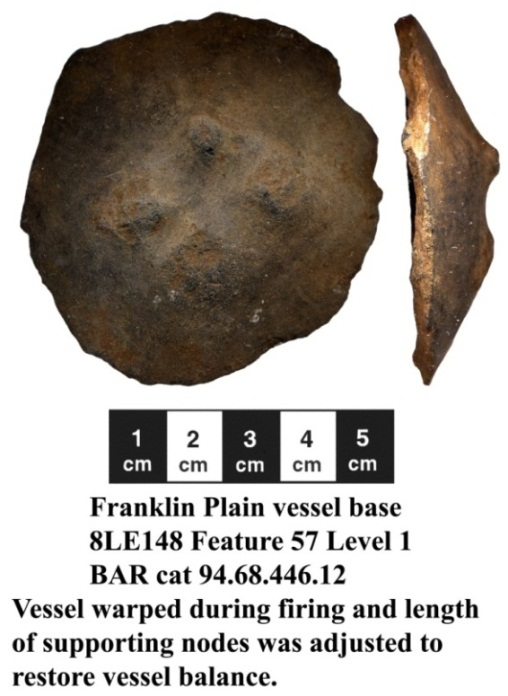 1 2 3 4 5
cm cm cm cm cm
Franklin Plain vessel base
8LE148 Feature 57 Level 1
BAR cat 94.68.446.12
Vessel warped during firing and length
of supporting nodes was adjusted to
restore vessel balance.